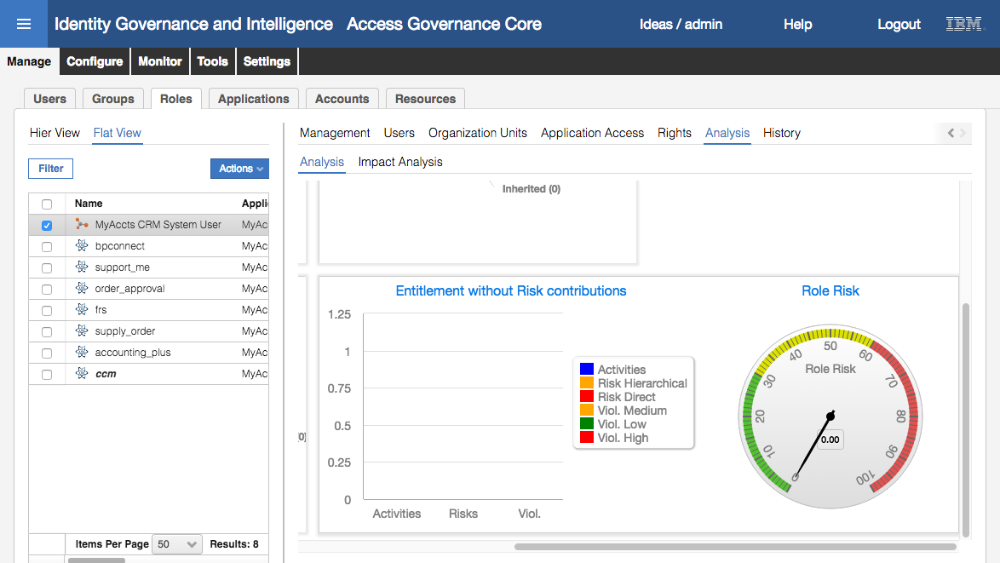 Identity Governance and Intelligence Access Governance Core Ideas / admin Help Logout IBM
Manage Configure Monitor Tools Settings
Users Groups Roles Applications Accounts Resources
Hier View Flat View
Filter Actions
Name Appli
MyAccts CRM System User MyAc
bpconnect MyAc
support_me MyAc
order_approval MyAc
frs MyAc
supply_order MyAc
accounting_plus MyAc
ccm MyAc
Items Per Page 50 Results: 8
Management Users Organization Units Application Access Rights Analysis History
Analysis Impact Analysis
Inherited (0)
(0)
Entitlement without Risk contributions
1.25
1
0.75
0.5
0.25
0
Activities Risks Viol.
Activities
Risk Hierarchical
Risk Direct
Viol. Medium
Viol. Low
Viol. High
Role Risk
0 10 20 30 40 50 60 70 80 90 100
Role Risk
0.00